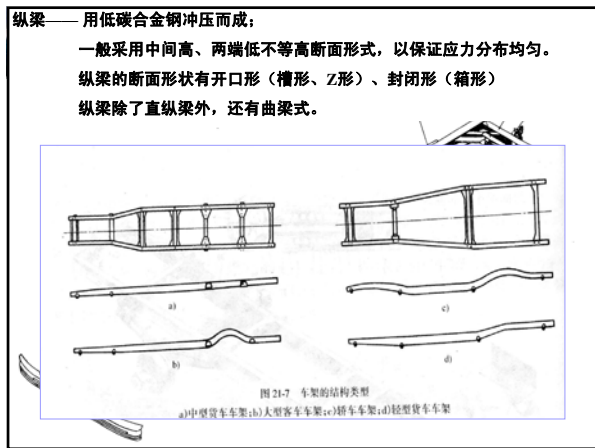 纵梁—— 用低碳合金钢冲压而成；
一般采用中间高、两端低不等高断面形式，以保证应力分布均匀。
纵梁的断面形状有开口形（槽形、Z形）、封闭形（箱形）
纵梁除了直纵梁外，还有曲梁式。
a)
c)
b)
d)
图 21-7 车架的结构类型
a)中型货车车架;b)大型客车车架;c)轿车车架;d)轻型货车车架